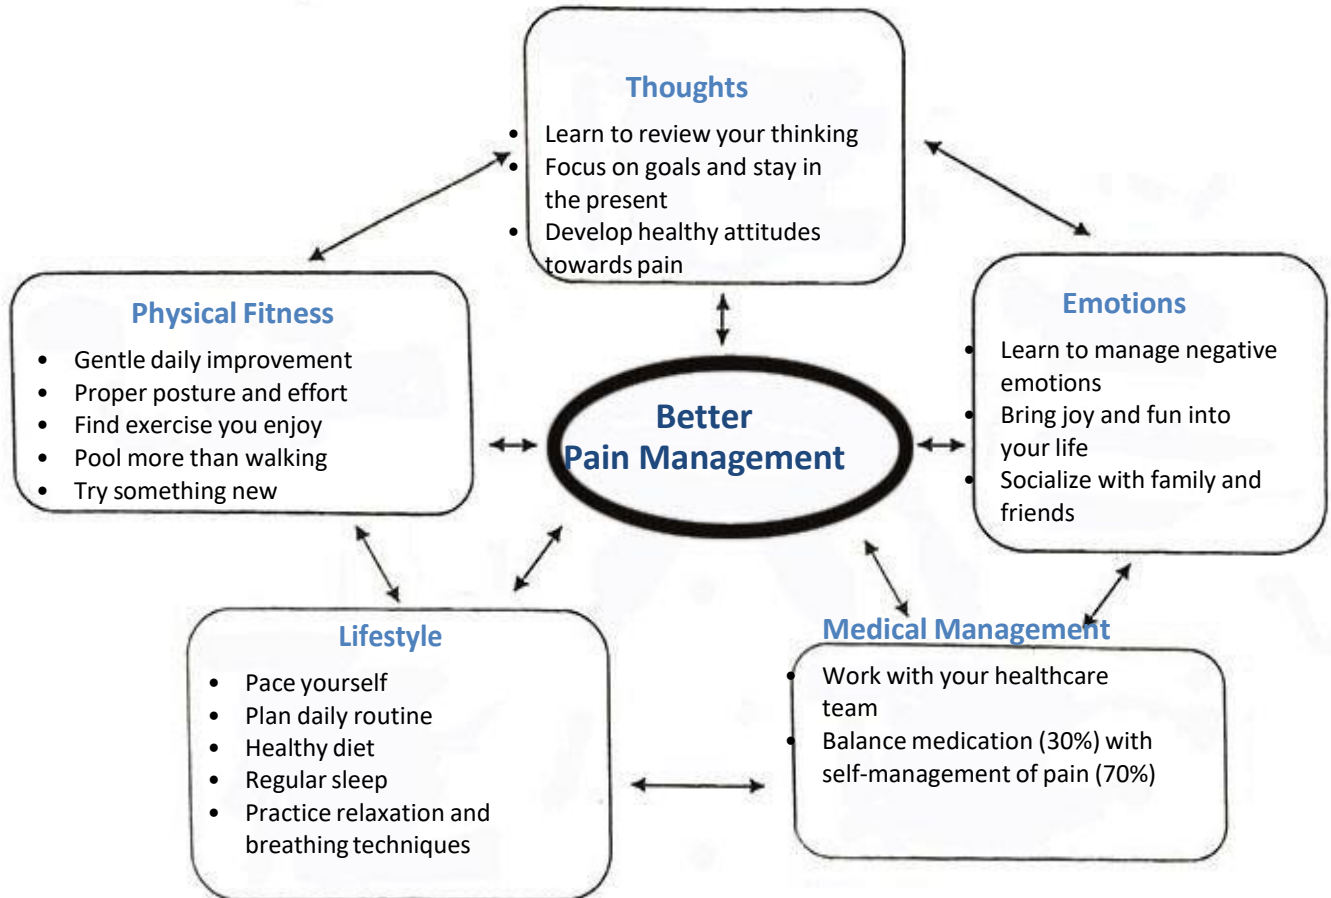 Thoughts
• Learn to review your thinking
• Focus on goals and stay in
the present
• Develop healthy attitudes
towards pain
Physical Fitness
• Gentle daily improvement
• Proper posture and effort
• Find exercise you enjoy
• Pool more than walking
• Try something new
Better
Pain Management
Emotions
• Learn to manage negative
emotions
• Bring joy and fun into
your life
• Socialize with family and
friends
Lifestyle
• Pace yourself
• Plan daily routine
• Healthy diet
• Regular sleep
• Practice relaxation and
breathing techniques
Medical Management
• Work with your healthcare
team
• Balance medication (30%) with
self-management of pain (70%)